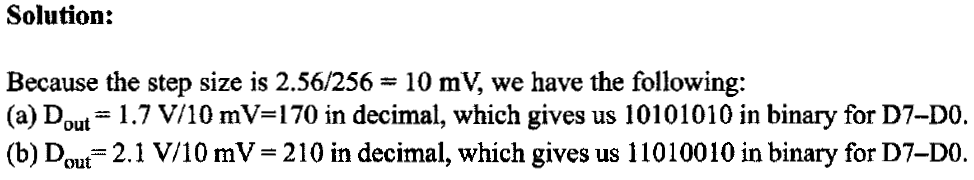 Solution:
Because the step size is 2.56/256 = 10 mV, we have the following:
(a) Dout = 1.7 V/10 mV=170 in decimal, which gives us 10101010 in binary for D7–D0.
(b) Dout= 2.1 V/10 mV = 210 in decimal, which gives us 11010010 in binary for D7–D0.